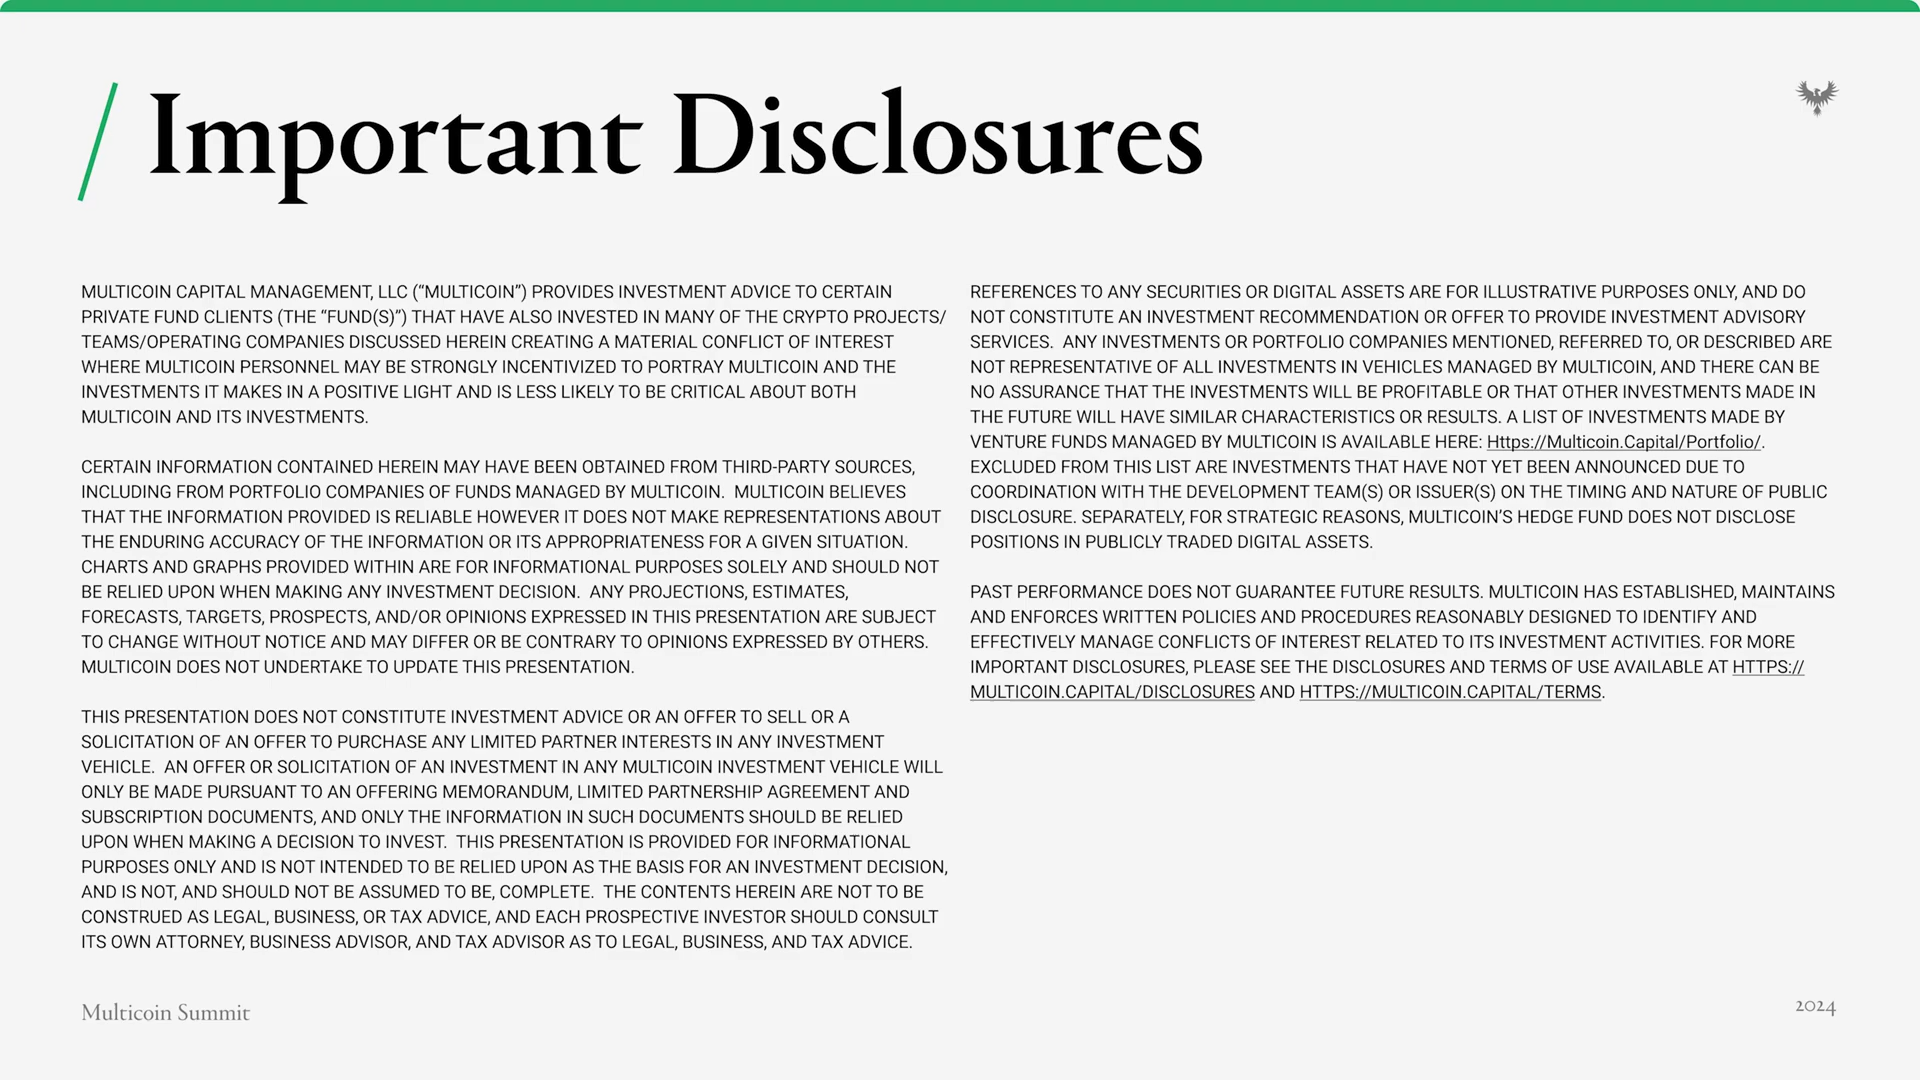 Important Disclosures
MULTICOIN CAPITAL MANAGEMENT, LLC (“MULTICOIN”) PROVIDES INVESTMENT ADVICE TO CERTAIN
PRIVATE FUND CLIENTS (THE “FUND(S)”) THAT HAVE ALSO INVESTED IN MANY OF THE CRYPTO PROJECTS/
TEAMS/OPERATING COMPANIES DISCUSSED HEREIN CREATING A MATERIAL CONFLICT OF INTEREST
WHERE MULTICOIN PERSONNEL MAY BE STRONGLY INCENTIVIZED TO PORTRAY MULTICOIN AND THE
INVESTMENTS IT MAKES IN A POSITIVE LIGHT AND IS LESS LIKELY TO BE CRITICAL ABOUT BOTH
MULTICOIN AND ITS INVESTMENTS.
CERTAIN INFORMATION CONTAINED HEREIN MAY HAVE BEEN OBTAINED FROM THIRD-PARTY SOURCES,
INCLUDING FROM PORTFOLIO COMPANIES OF FUNDS MANAGED BY MULTICOIN.  MULTICOIN BELIEVES
THAT THE INFORMATION PROVIDED IS RELIABLE HOWEVER IT DOES NOT MAKE REPRESENTATIONS ABOUT
THE ENDURING ACCURACY OF THE INFORMATION OR ITS APPROPRIATENESS FOR A GIVEN SITUATION.
CHARTS AND GRAPHS PROVIDED WITHIN ARE FOR INFORMATIONAL PURPOSES SOLELY AND SHOULD NOT
BE RELIED UPON WHEN MAKING ANY INVESTMENT DECISION.  ANY PROJECTIONS, ESTIMATES,
FORECASTS, TARGETS, PROSPECTS, AND/OR OPINIONS EXPRESSED IN THIS PRESENTATION ARE SUBJECT
TO CHANGE WITHOUT NOTICE AND MAY DIFFER OR BE CONTRARY TO OPINIONS EXPRESSED BY OTHERS.
MULTICOIN DOES NOT UNDERTAKE TO UPDATE THIS PRESENTATION.
THIS PRESENTATION DOES NOT CONSTITUTE INVESTMENT ADVICE OR AN OFFER TO SELL OR A
SOLICITATION OF AN OFFER TO PURCHASE ANY LIMITED PARTNER INTERESTS IN ANY INVESTMENT
VEHICLE.  AN OFFER OR SOLICITATION OF AN INVESTMENT IN ANY MULTICOIN INVESTMENT VEHICLE WILL
ONLY BE MADE PURSUANT TO AN OFFERING MEMORANDUM, LIMITED PARTNERSHIP AGREEMENT AND
SUBSCRIPTION DOCUMENTS, AND ONLY THE INFORMATION IN SUCH DOCUMENTS SHOULD BE RELIED
UPON WHEN MAKING A DECISION TO INVEST.  THIS PRESENTATION IS PROVIDED FOR INFORMATIONAL
PURPOSES ONLY AND IS NOT INTENDED TO BE RELIED UPON AS THE BASIS FOR AN INVESTMENT DECISION,
AND IS NOT, AND SHOULD NOT BE ASSUMED TO BE, COMPLETE.  THE CONTENTS HEREIN ARE NOT TO BE
CONSTRUED AS LEGAL, BUSINESS, OR TAX ADVICE, AND EACH PROSPECTIVE INVESTOR SHOULD CONSULT
ITS OWN ATTORNEY, BUSINESS ADVISOR, AND TAX ADVISOR AS TO LEGAL, BUSINESS, AND TAX ADVICE.
REFERENCES TO ANY SECURITIES OR DIGITAL ASSETS ARE FOR ILLUSTRATIVE PURPOSES ONLY, AND DO
NOT CONSTITUTE AN INVESTMENT RECOMMENDATION OR OFFER TO PROVIDE INVESTMENT ADVISORY
SERVICES.  ANY INVESTMENTS OR PORTFOLIO COMPANIES MENTIONED, REFERRED TO, OR DESCRIBED ARE
NOT REPRESENTATIVE OF ALL INVESTMENTS IN VEHICLES MANAGED BY MULTICOIN, AND THERE CAN BE
NO ASSURANCE THAT THE INVESTMENTS WILL BE PROFITABLE OR THAT OTHER INVESTMENTS MADE IN
THE FUTURE WILL HAVE SIMILAR CHARACTERISTICS OR RESULTS. A LIST OF INVESTMENTS MADE BY
VENTURE FUNDS MANAGED BY MULTICOIN IS AVAILABLE HERE: Https://Multicoin.Capital/Portfolio/.
EXCLUDED FROM THIS LIST ARE INVESTMENTS THAT HAVE NOT YET BEEN ANNOUNCED DUE TO
COORDINATION WITH THE DEVELOPMENT TEAM(S) OR ISSUER(S) ON THE TIMING AND NATURE OF PUBLIC
DISCLOSURE. SEPARATELY, FOR STRATEGIC REASONS, MULTICOIN’S HEDGE FUND DOES NOT DISCLOSE
POSITIONS IN PUBLICLY TRADED DIGITAL ASSETS.
PAST PERFORMANCE DOES NOT GUARANTEE FUTURE RESULTS. MULTICOIN HAS ESTABLISHED, MAINTAINS
AND ENFORCES WRITTEN POLICIES AND PROCEDURES REASONABLY DESIGNED TO IDENTIFY AND
EFFECTIVELY MANAGE CONFLICTS OF INTEREST RELATED TO ITS INVESTMENT ACTIVITIES. FOR MORE
IMPORTANT DISCLOSURES, PLEASE SEE THE DISCLOSURES AND TERMS OF USE AVAILABLE AT HTTPS://
MULTICOIN.CAPITAL/DISCLOSURES AND HTTPS://MULTICOIN.CAPITAL/TERMS.
Multicoin Summit
2024